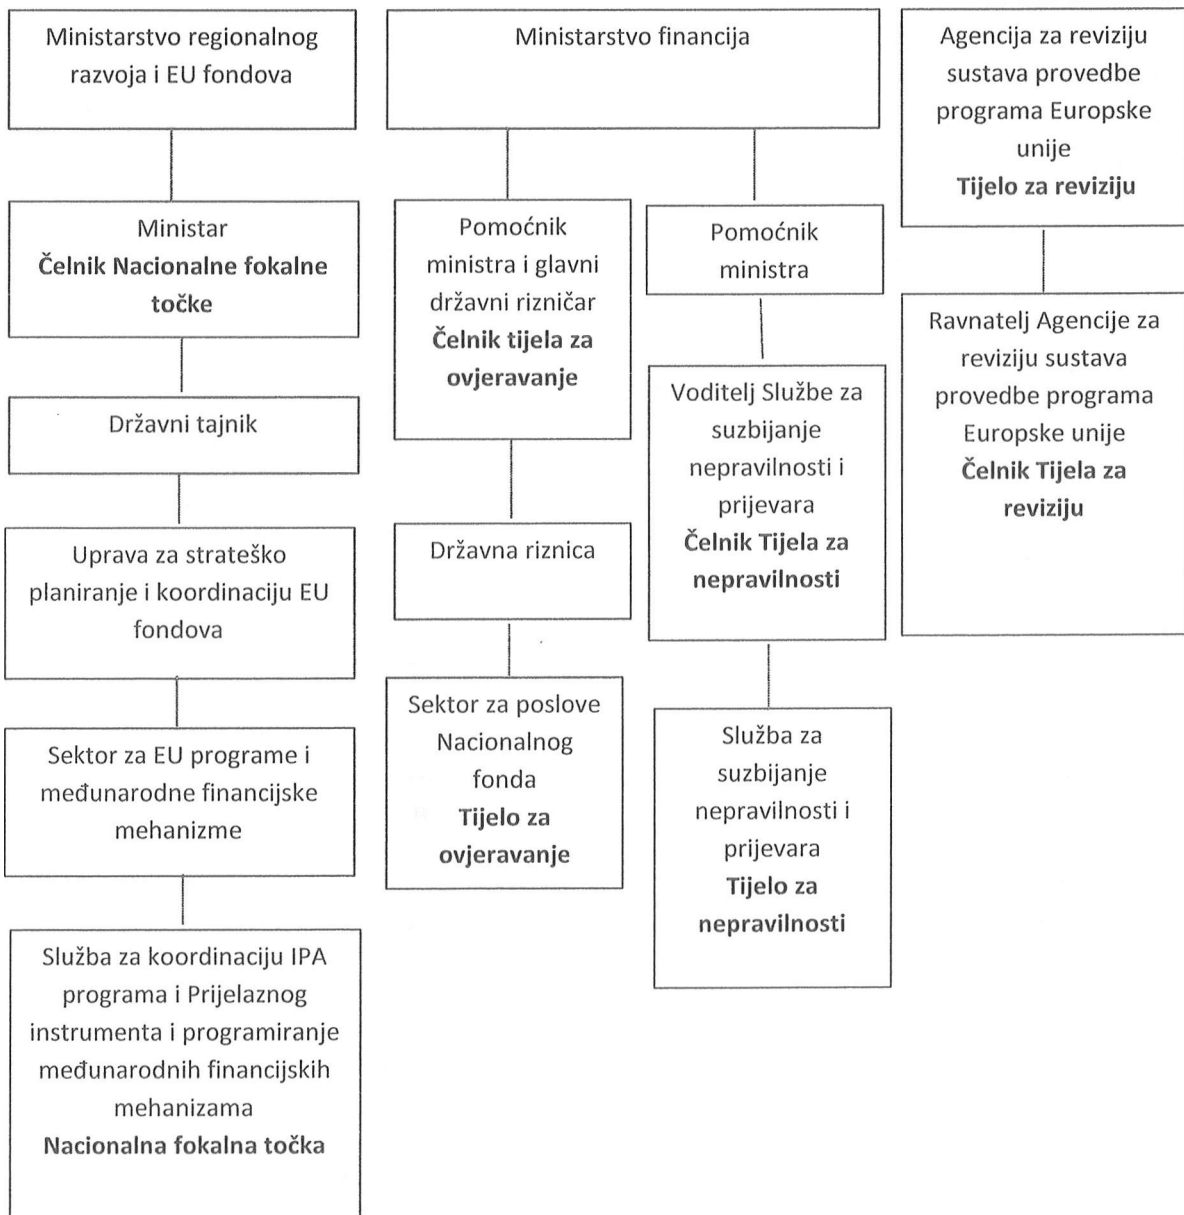 Ministarstvo regionalnog
razvoja i EU fondova
Ministar
Čelnik Nacionalne fokalne
točke
Državni tajnik
Uprava za strateško
planiranje i koordinaciju EU
fondova
Sektor za EU programe i
međunarodne financijske
mehanizme
Služba za koordinaciju IPA
programa i Prijelaznog
instrumenta i programiranje
međunarodnih financijskih
mehanizama
Nacionalna fokalna točka
Ministarstvo financija
Pomoćnik
ministra i glavni
državni rizničar
Čelnik tijela za
ovjeravanje
Državna riznica
Sektor za poslove
Nacionalnog
fonda
Tijelo za
ovjeravanje
Pomoćnik
ministra
Voditelj Službe za
suzbijanje
nepravilnosti i
prijevara
Čelnik Tijela za
nepravilnosti
Služba za
suzbijanje
nepravilnosti i
prijevara
Tijelo za
nepravilnosti
Agencija za reviziju
sustava provedbe
programa Europske
unije
Tijelo za reviziju
Ravnatelj Agencije za
reviziju sustava
provedbe programa
Europske unije
Čelnik Tijela za
reviziju